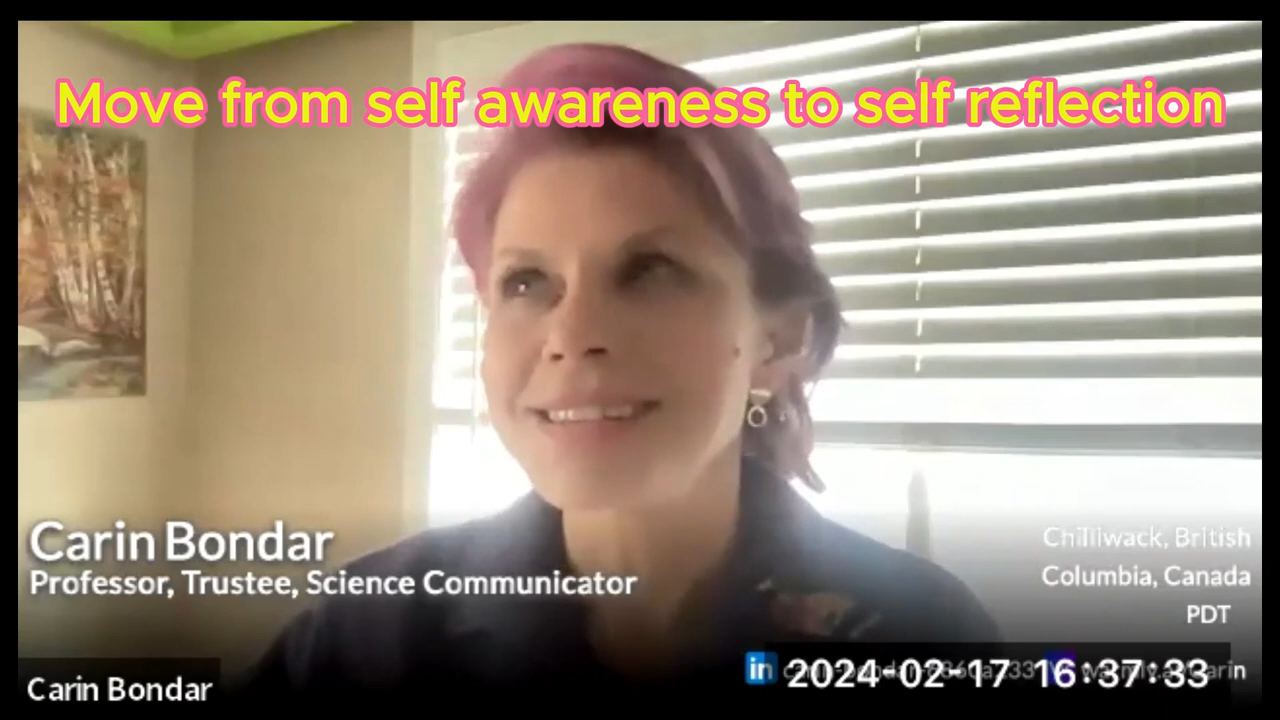 Move from self awareness to self reflection
Carin Bondar
Professor, Trustee, Science Communicator
Chilliwack, British
Columbia, Canada
PDT
Carin Bondar
in
2024-02-17 16:37:33